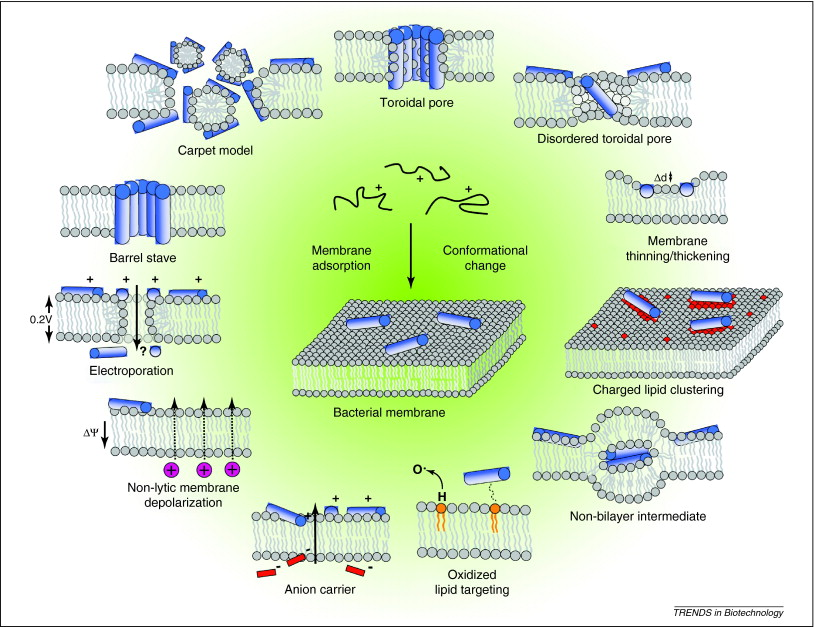 Toroidal pore
Carpet model
Disordered toroidal pore
+
+
+
Δd
Membrane
thinning/thickening
Barrel stave
Membrane
adsorption
Conformational
change
+ + + +
0.2V
?
Electroporation
Charged lipid clustering
Bacterial membrane
ΔΨ
+ + +
Non-lytic membrane
depolarization
O·
H
Non-bilayer intermediate
+ + +
-
- -
Anion carrier
Oxidized
lipid targeting
TRENDS in Biotechnology